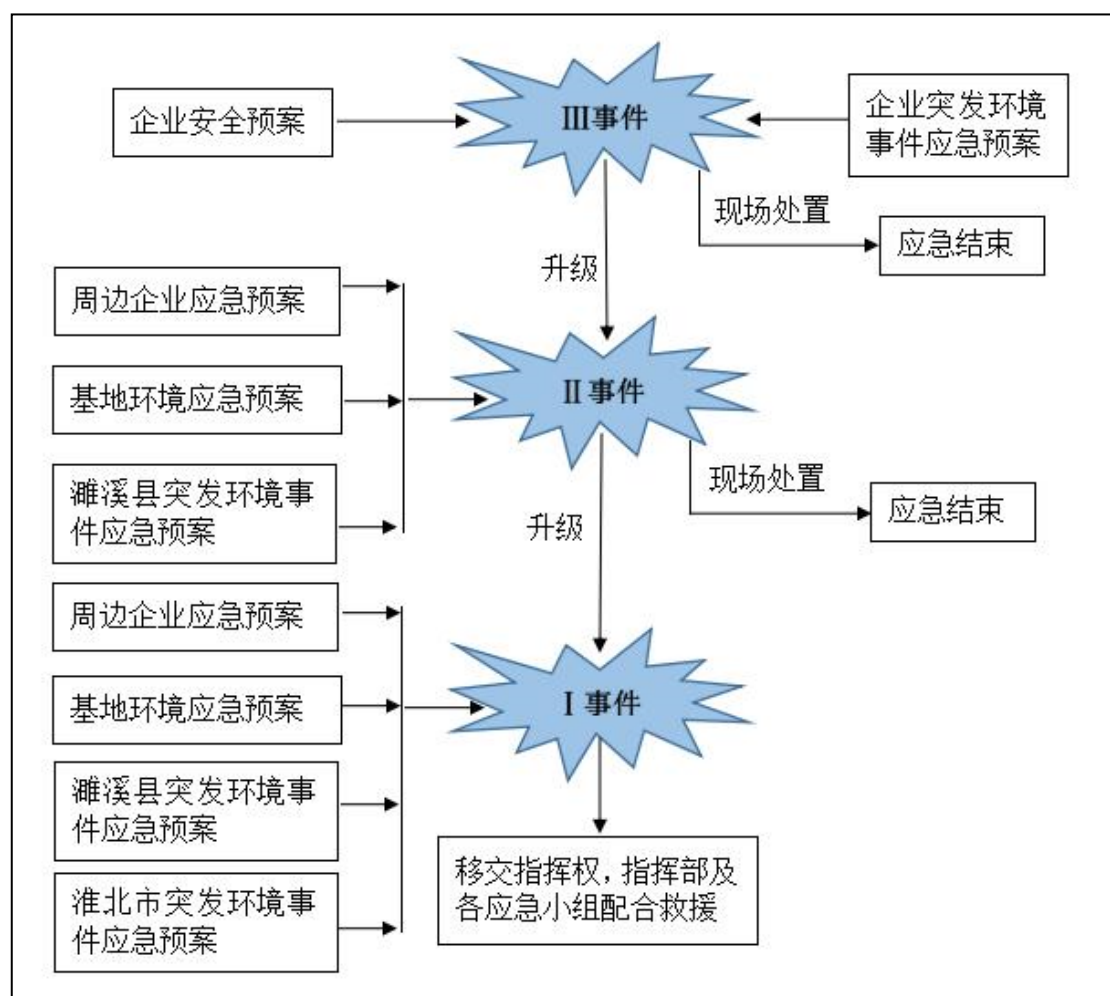 企业安全预案
Ⅲ事件
企业突发环境
事件应急预案
现场处置
应急结束
升级
周边企业应急预案
基地环境应急预案
濉溪县突发环境事
件应急预案
Ⅱ事件
现场处置
应急结束
升级
周边企业应急预案
基地环境应急预案
濉溪县突发环境事
件应急预案
淮北市突发环境事
件应急预案
Ⅰ事件
移交指挥权，指挥部及
各应急小组配合救援